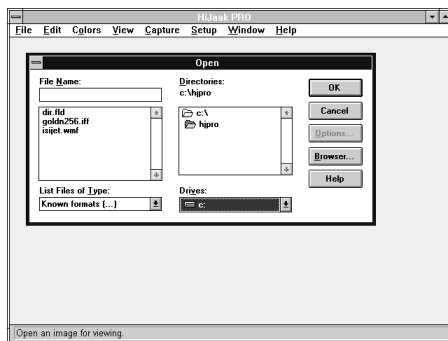 HiJaak PRO
File Edit Colors View Capture Setup Window Help
Open
File Name:
dir.fld
goldn256.iff
isijet.wmf
List Files of Type:
Known formats (...)
Directories:
c:\hjpro
c:\
hjpro
Drives:
c:
OK
Cancel
Options...
Browser...
Help
Open an image for viewing.